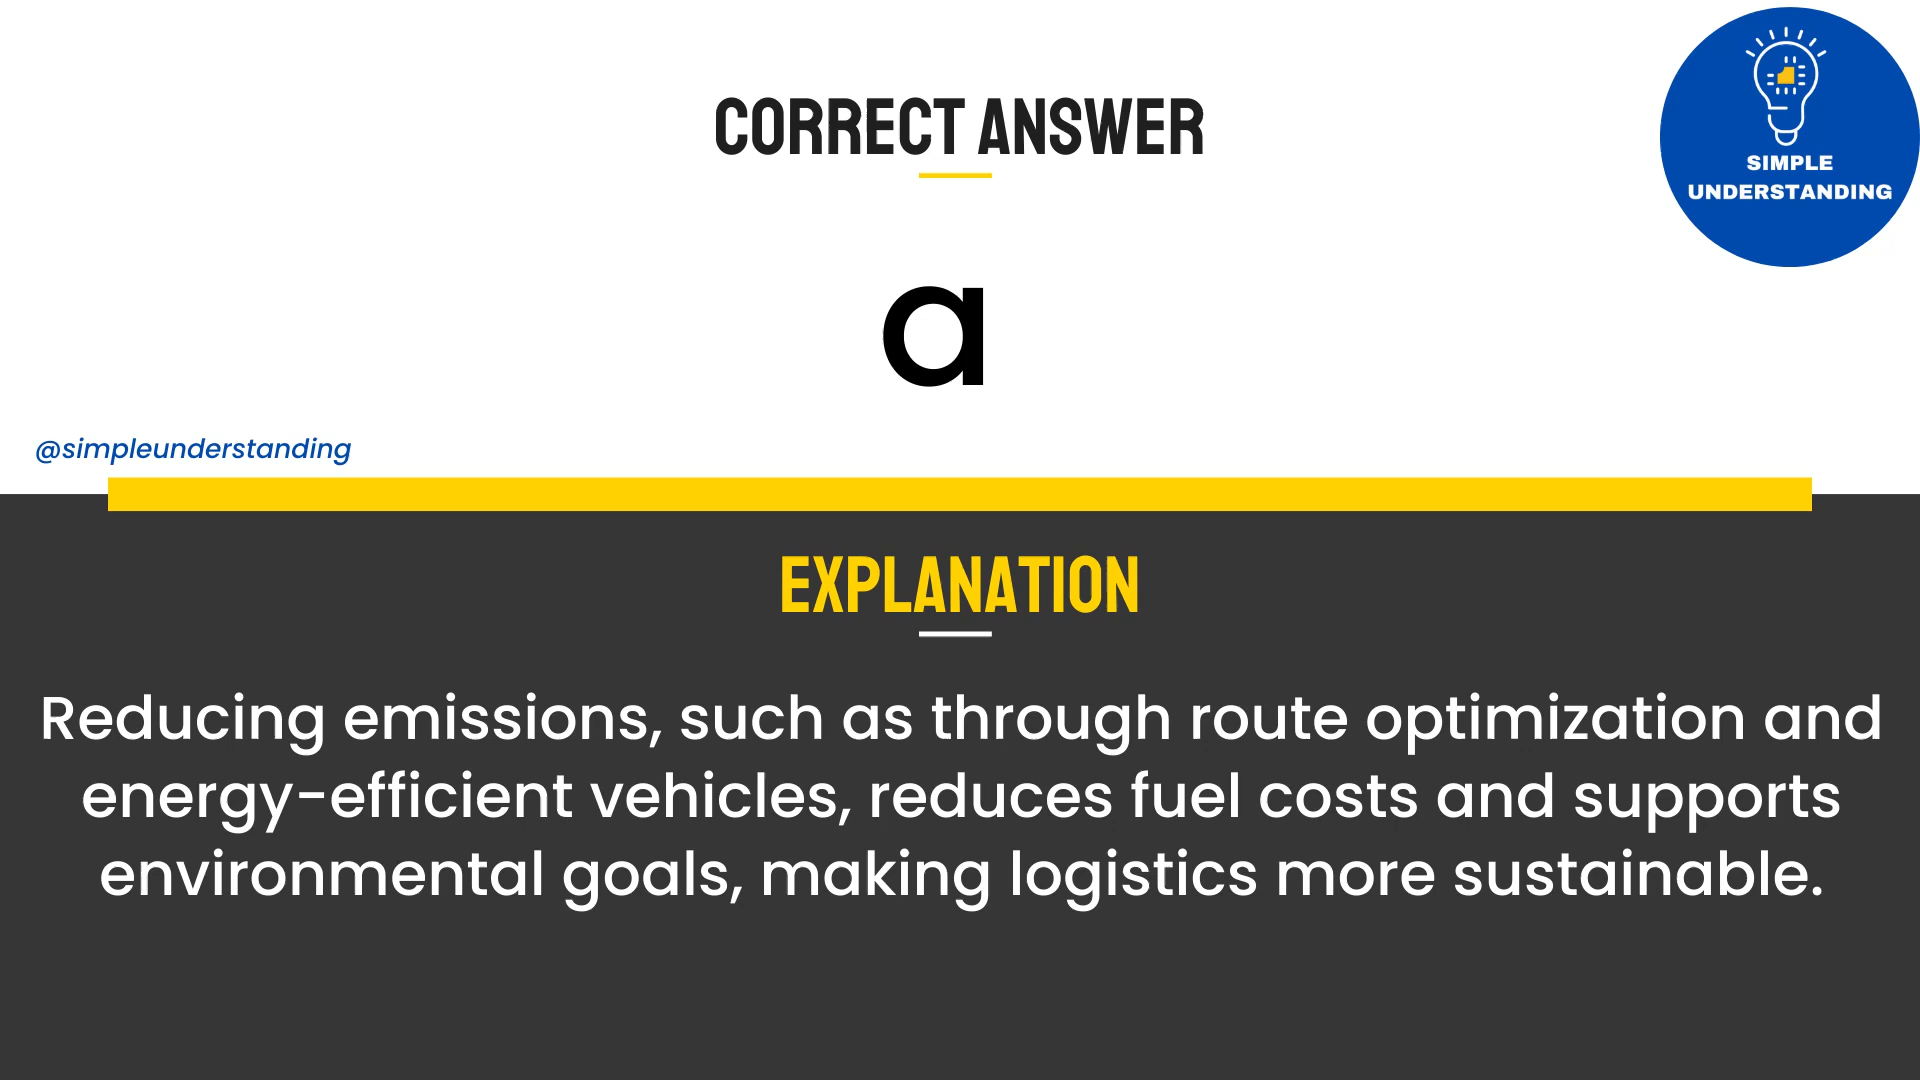 CORRECT ANSWER
SIMPLE
UNDERSTANDING
a
@simpleunderstanding
EXPLANATION
Reducing emissions, such as through route optimization and
energy-efficient vehicles, reduces fuel costs and supports
environmental goals, making logistics more sustainable.